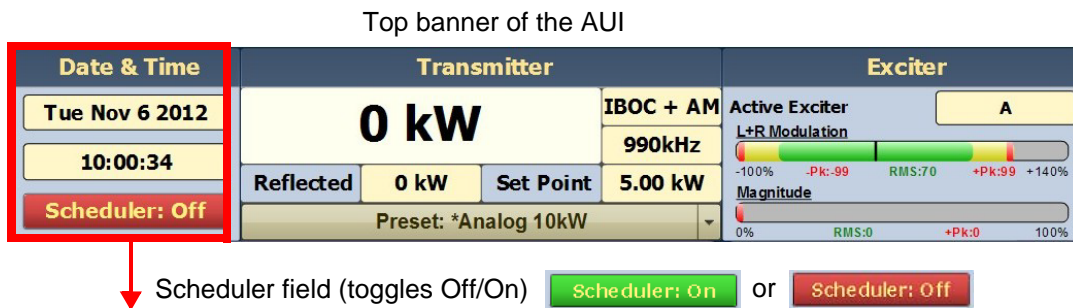 Top banner of the AUI
Date & Time
Transmitter
Exciter
Tue Nov 6 2012
10:00:34
Scheduler: Off
0 kW
IBOC + AM
990kHz
Reflected 0 kW Set Point 5.00 kW
Preset: *Analog 10kW
Active Exciter A
L+R Modulation
-100% -Pk:-99 RMS:70 +Pk:99 +140%
Magnitude
0% RMS:0 +Pk:0 100%
Scheduler field (toggles Off/On) Scheduler: On or Scheduler: Off